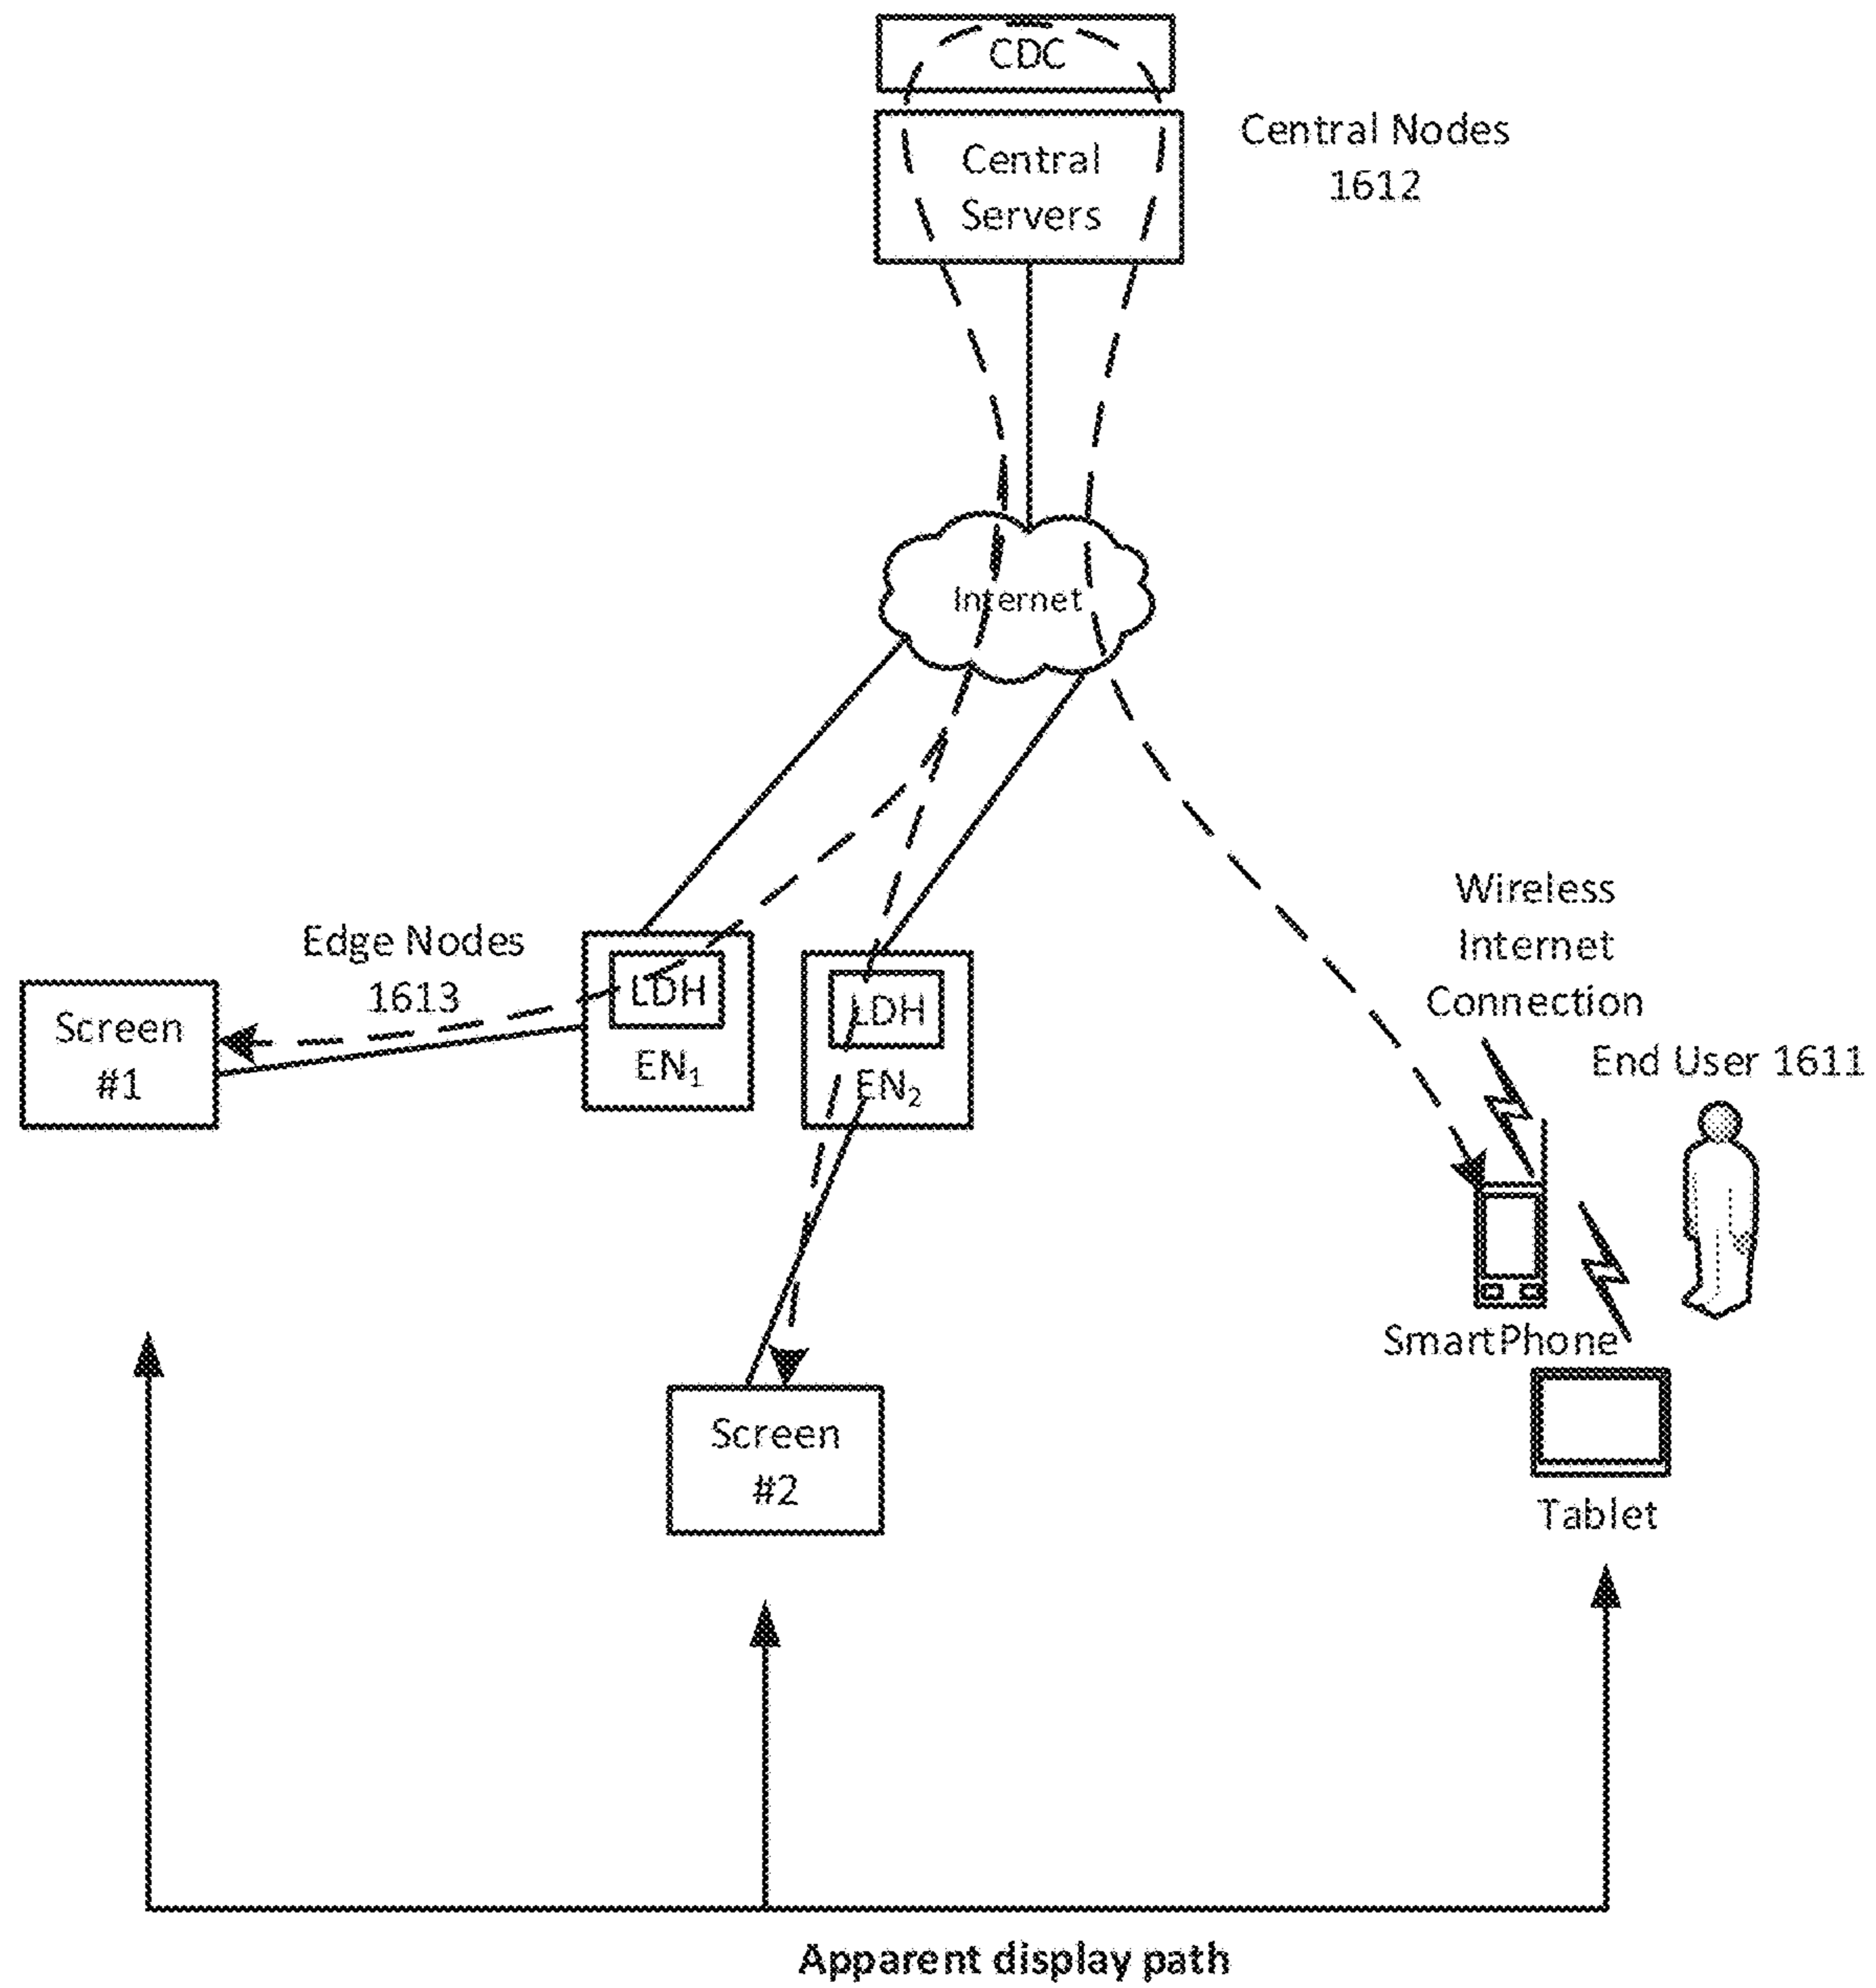 CDC
Central
Servers
Central Nodes
1612
Internet
Wireless
Internet
Connection
Edge Nodes
1613
LDH
EN₁
LDH
EN₂
Screen
#1
End User 1611
SmartPhone
Screen
#2
Tablet
Apparent display path